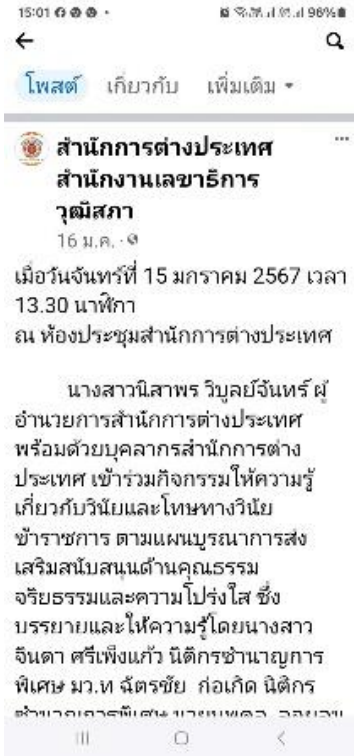 15:01
96%
โพสต์ เกี่ยวกับ เพิ่มเติม
สำนักการต่างประเทศ
สำนักงานเลขาธิการ
วุฒิสภา
16 ม.ค.
เมื่อวันจันทร์ที่ 15 มกราคม 2567 เวลา
13.30 นาฬิกา
ณ ห้องประชุมสำนักการต่างประเทศ
นางสาวนิสาพร วิบูลย์จันทร์ ผู้
อำนวยการสำนักการต่างประเทศ
พร้อมด้วยบุคลากรสำนักการต่าง
ประเทศ เข้าร่วมกิจกรรมให้ความรู้
เกี่ยวกับวินัยและโทษทางวินัย
ข้าราชการ ตามแผนบูรณาการส่ง
เสริมสนับสนุนด้านคุณธรรม
จริยธรรมและความโปร่งใส ซึ่ง
บรรยายและให้ความรู้โดยนางสาว
จินดา ศรีเพ็งแก้ว นิติกรชำนาญการ
พิเศษ มว.ท ฉัตรชัย ก่อเกิด นิติกร
ชำนาญการพิเศษ